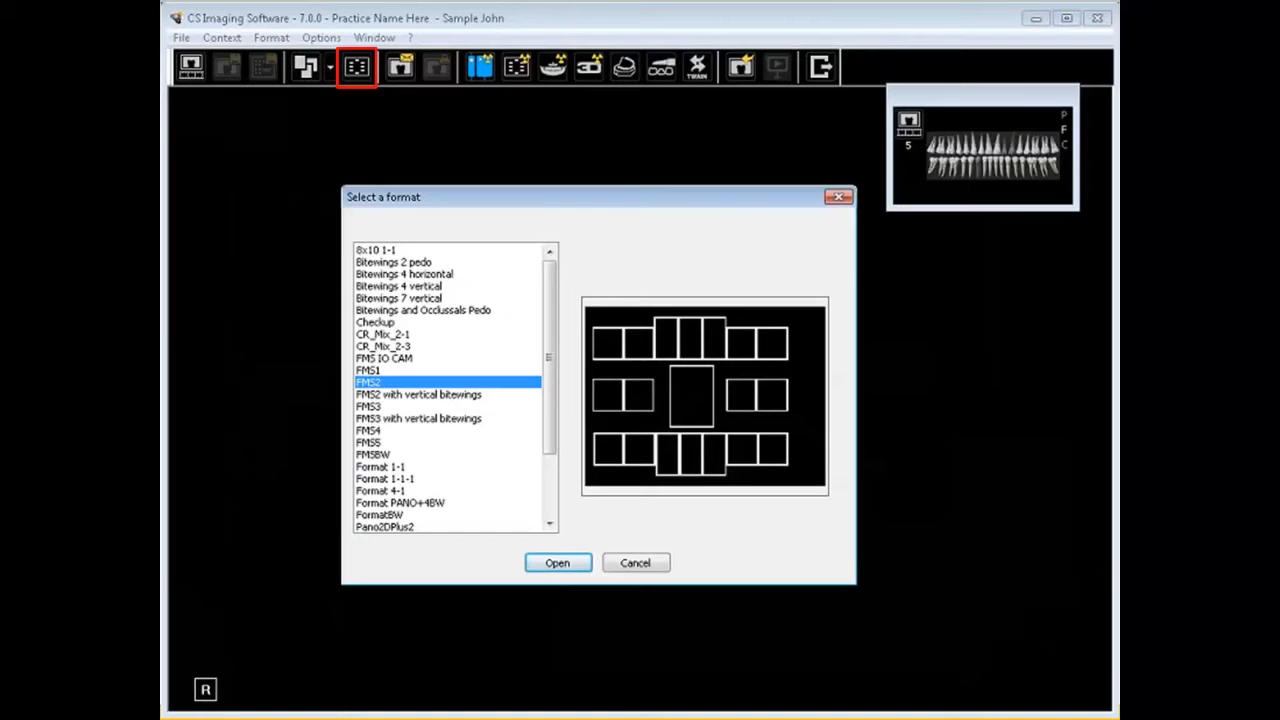 CS Imaging Software - 7.0.0 - Practice Name Here - Sample John
File Context Format Options Window ?
3D
TWAIN
5
P
F
C
Select a format
8x10 1-1
Bitewings 2 pedo
Bitewings 4 horizontal
Bitewings 4 vertical
Bitewings 7 vertical
Bitewings and Occlussals Pedo
Checkup
CR_Mix_2-1
CR_Mix_2-3
FMS IO CAM
FMS1
FMS2
FMS2 with vertical bitewings
FMS3
FMS3 with vertical bitewings
FMS4
FMS5
FMSBW
Format 1-1
Format 1-1-1
Format 4-1
Format PANO+4BW
FormatBW
Pano2DPlus2
Open Cancel
R